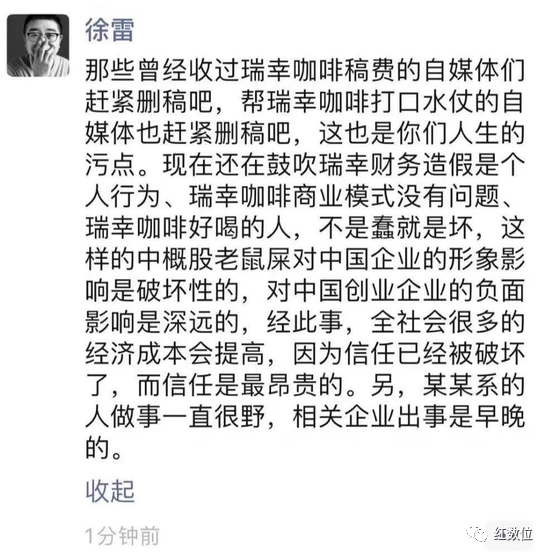 徐雷
那些曾经收过瑞幸咖啡稿费的自媒体们
赶紧删稿吧，帮瑞幸咖啡打口水仗的自
媒体也赶紧删稿吧，这也是你们人生的
污点。现在还在鼓吹瑞幸财务造假是个
人行为、瑞幸咖啡商业模式没有问题、
瑞幸咖啡好喝的人，不是蠢就是坏，这
样的中概股老鼠屎对中国企业的形象影
响是破坏性的，对中国创业企业的负面
影响是深远的，经此事，全社会很多的
经济成本会提高，因为信任已经被破坏
了，而信任是最昂贵的。另，某某系的
人做事一直很野，相关企业出事是早晚
的。
收起
1分钟前
红数位